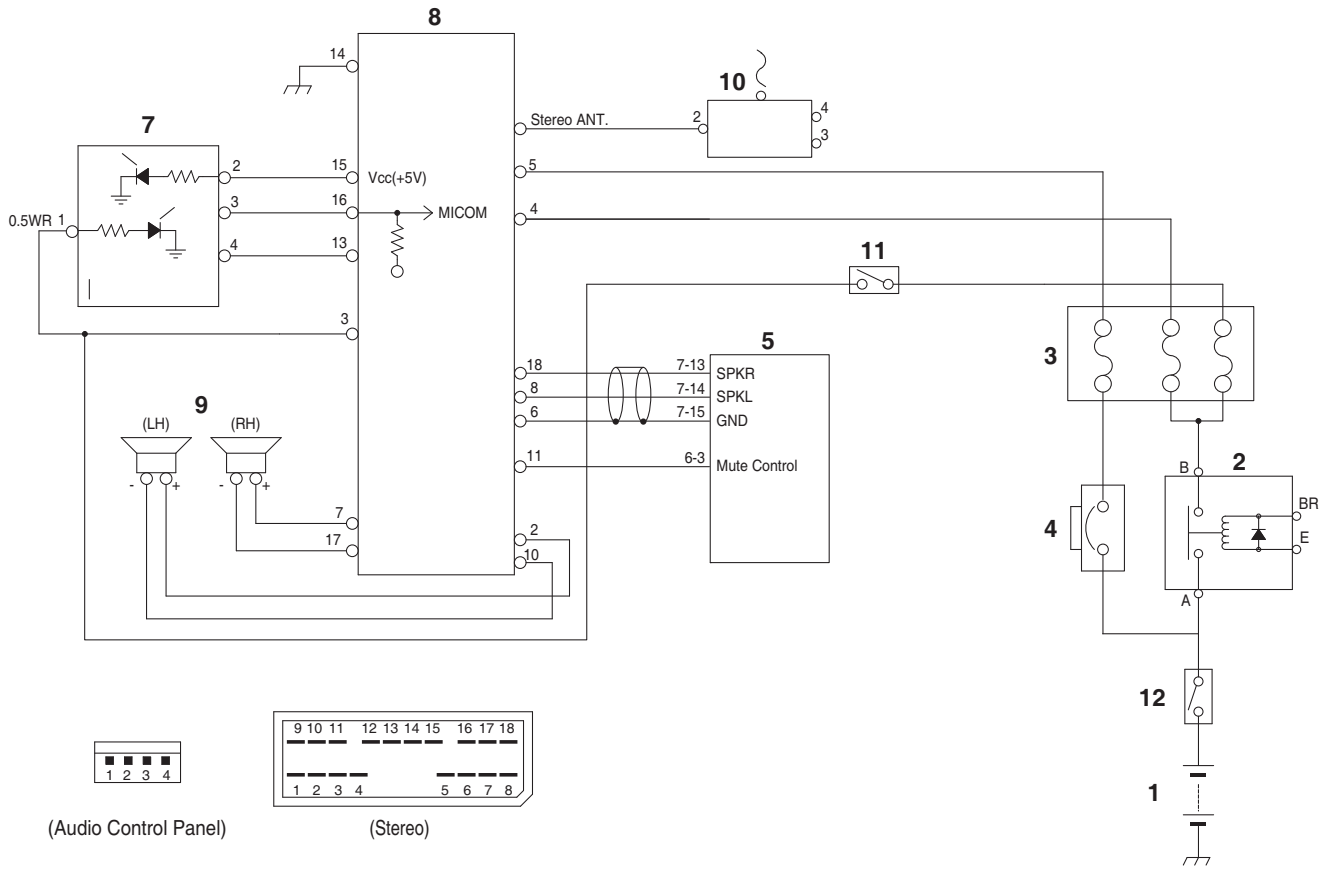 8
14
10
2
4
3
Stereo ANT.
7
2
15
Vcc(+5V)
5
3
16
MICOM
4
0.5WR 1
4
13
11
3
3
5
18
7-13
SPKR
8
7-14
SPKL
6
7-15
GND
11
6-3
Mute Control
9
(LH)
(RH)
- +
- +
7
17
2
10
B
2
4
BR
E
A
12
1
9 10 11 12 13 14 15 16 17 18
1 2 3 4 5 6 7 8
(Stereo)
1 2 3 4
(Audio Control Panel)